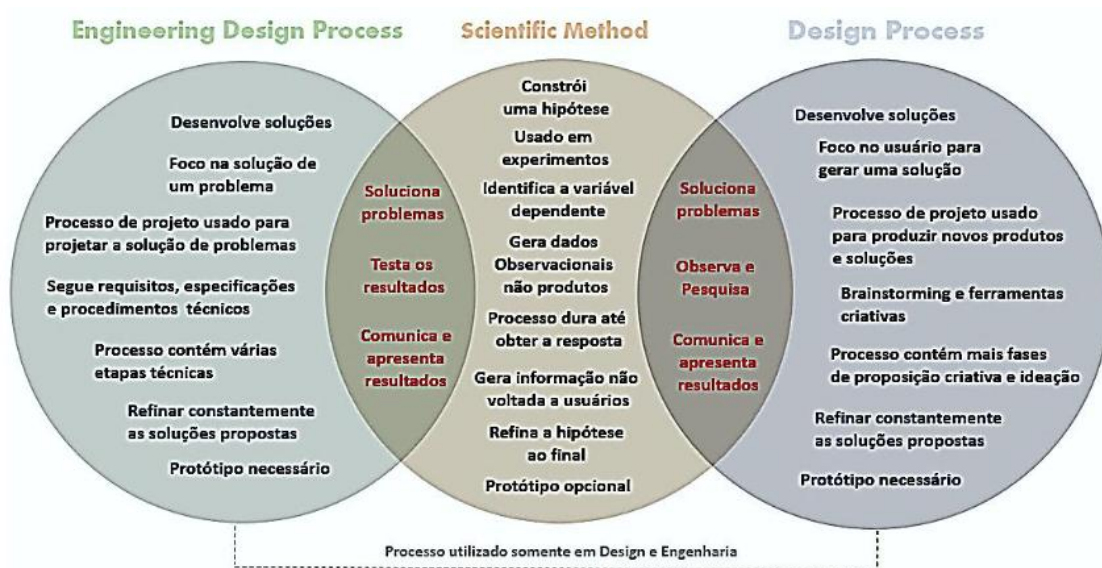 Engineering Design Process
Scientific Method
Design Process
Desenvolve soluções
Foco na solução de
um problema
Processo de projeto usado para
projetar a solução de problemas
Segue requisitos, especificações
e procedimentos técnicos
Processo contém várias
etapas técnicas
Refinar constantemente
as soluções propostas
Protótipo necessário
Soluciona
problemas
Testa os
resultados
Comunica e
apresenta
resultados
Constrói
uma hipótese
Usado em
experimentos
Identifica a variável
dependente
Gera dados
Observacionais
não produtos
Processo dura até
obter a resposta
Gera informação não
voltada a usuários
Refina a hipótese
ao final
Protótipo opcional
Soluciona
problemas
Observa e
Pesquisa
Comunica e
apresenta
resultados
Desenvolve soluções
Foco no usuário para
gerar uma solução
Processo de projeto usado
para produzir novos produtos
e soluções
Brainstorming e ferramentas
criativas
Processo contém mais fases
de proposição criativa e ideação
Refinar constantemente
as soluções propostas
Protótipo necessário
Processo utilizado somente em Design e Engenharia